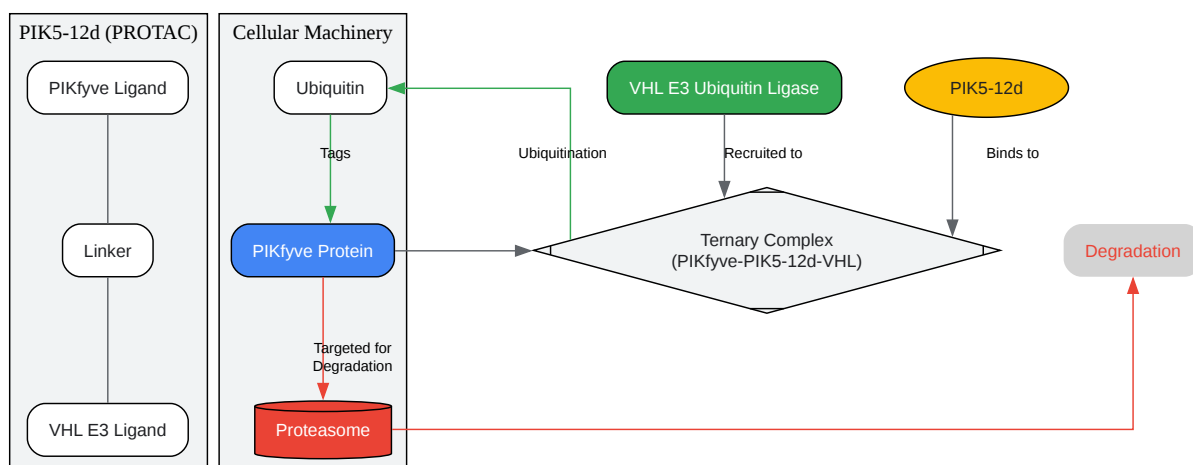 PIK5-12d (PROTAC)
Cellular Machinery
PIKfyve Ligand
Ubiquitin
VHL E3 Ubiquitin Ligase
PIK5-12d
Tags
Ubiquitination
Recruited to
Binds to
Linker
PIKfyve Protein
Ternary Complex
(PIKfyve-PIK5-12d-VHL)
Degradation
Targeted for
Degradation
VHL E3 Ligand
Proteasome